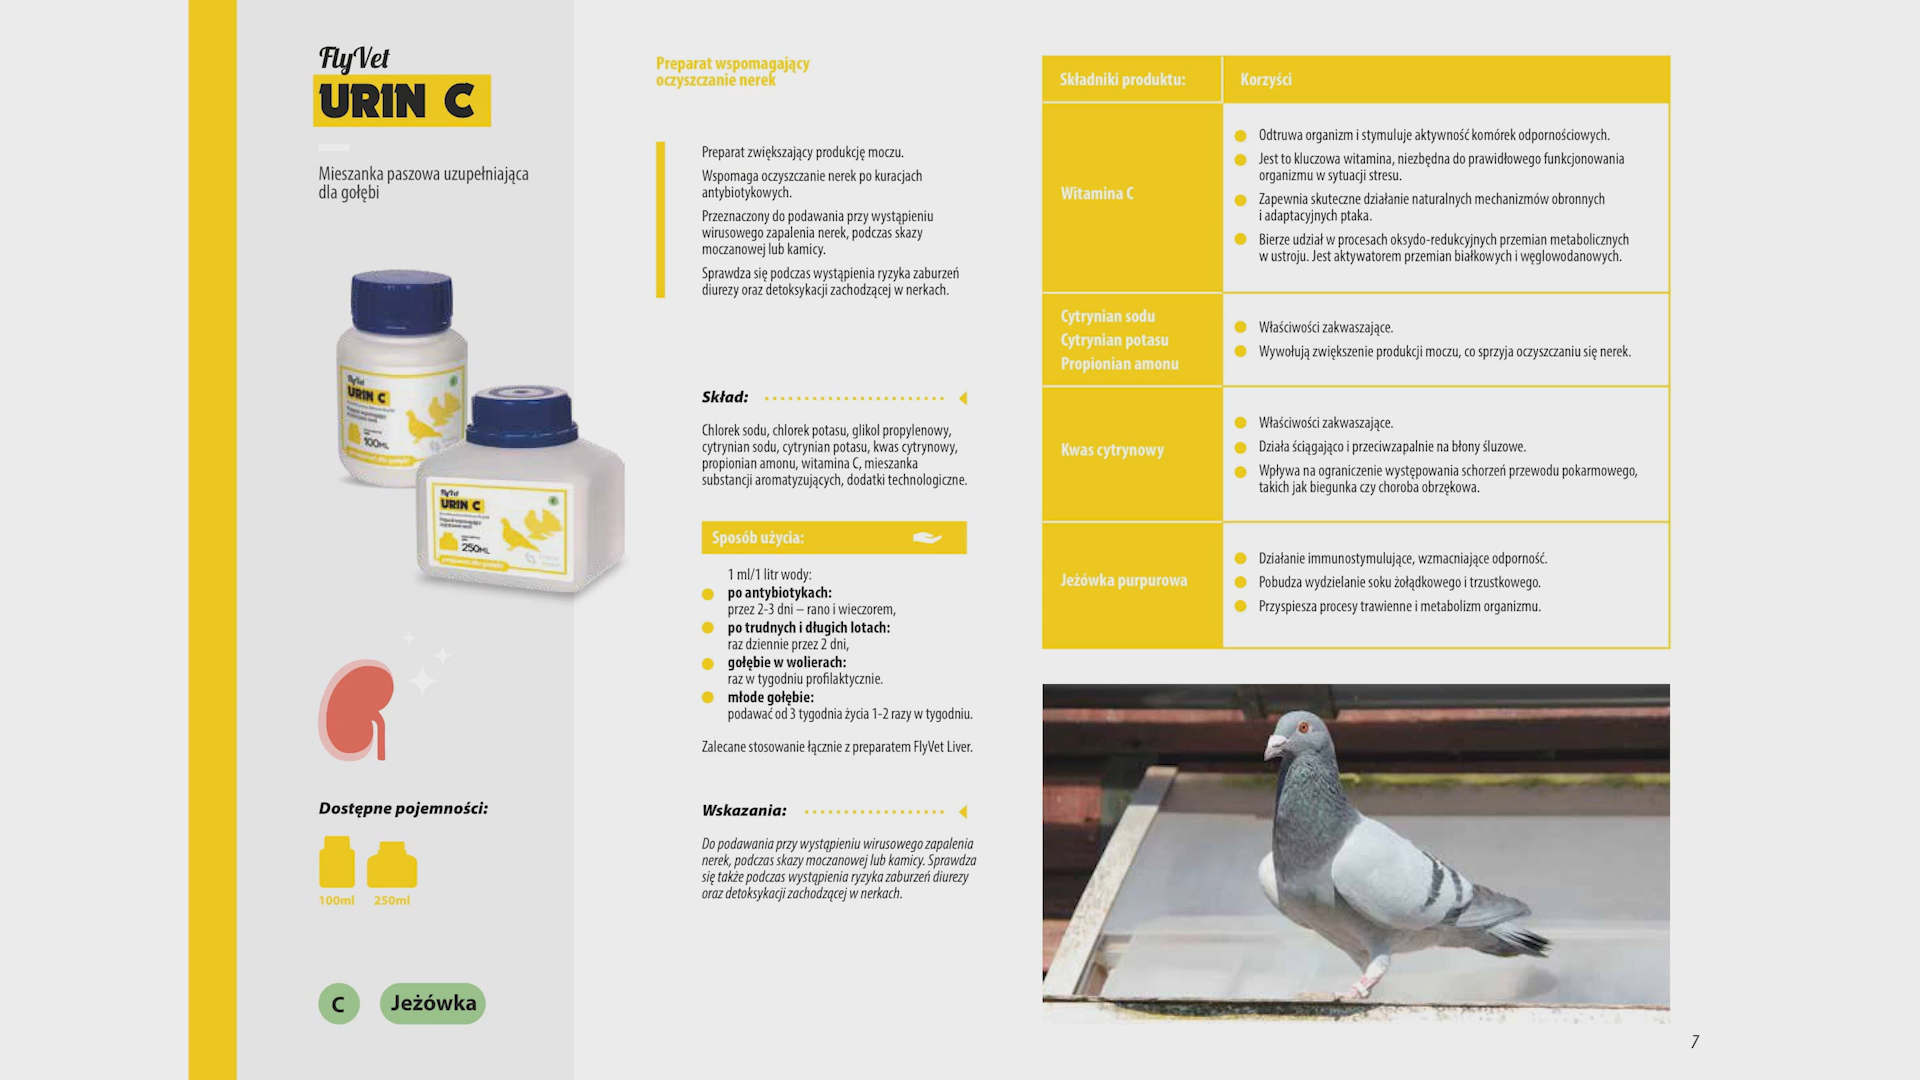 FlyVet
URIN C
Mieszanka paszowa uzupełniająca
dla gołębi
FlyVet
URIN C
100ML
FlyVet
URIN C
250ML
Dostępne pojemności:
100ml 250ml
C Jeżówka
Preparat wspomagający
oczyszczanie nerek
Preparat zwiększający produkcję moczu.
Wspomaga oczyszczanie nerek po kuracjach
antybiotykowych.
Przeznaczony do podawania przy wystąpieniu
wirusowego zapalenia nerek, podczas skazy
moczanowej lub kamicy.
Sprawdza się podczas wystąpienia ryzyka zaburzeń
diurezy oraz detoksykacji zachodzącej w nerkach.
Skład:
Chlorek sodu, chlorek potasu, glikol propylenowy,
cytrynian sodu, cytrynian potasu, kwas cytrynowy,
propionian amonu, witamina C, mieszanka
substancji aromatyzujących, dodatki technologiczne.
Sposób użycia:
1 ml/1 litr wody:
po antybiotykach:
przez 2-3 dni – rano i wieczorem,
po trudnych i długich lotach:
raz dziennie przez 2 dni,
gołębie w wolierach:
raz w tygodniu profilaktycznie.
młode gołębie:
podawać od 3 tygodnia życia 1-2 razy w tygodniu.
Zalecane stosowanie łącznie z preparatem FlyVet Liver.
Wskazania:
Do podawania przy wystąpieniu wirusowego zapalenia
nerek, podczas skazy moczanowej lub kamicy. Sprawdza
się także podczas wystąpienia ryzyka zaburzeń diurezy
oraz detoksykacji zachodzącej w nerkach.
Składniki produktu: Korzyści
Witamina C
Odtruwa organizm i stymuluje aktywność komórek odpornościowych.
Jest to kluczowa witamina, niezbędna do prawidłowego funkcjonowania
organizmu w sytuacji stresu.
Zapewnia skuteczne działanie naturalnych mechanizmów obronnych
i adaptacyjnych ptaka.
Bierze udział w procesach oksydo-redukcyjnych przemian metabolicznych
w ustroju. Jest aktywatorem przemian białkowych i węglowodanowych.
Cytrynian sodu
Cytrynian potasu
Propionian amonu
Właściwości zakwaszające.
Wywołują zwiększenie produkcji moczu, co sprzyja oczyszczaniu się nerek.
Kwas cytrynowy
Właściwości zakwaszające.
Działa ściągająco i przeciwzapalnie na błony śluzowe.
Wpływa na ograniczenie występowania schorzeń przewodu pokarmowego,
takich jak biegunka czy choroba obrzękowa.
Jeżówka purpurowa
Działanie immunostymulujące, wzmacniające odporność.
Pobudza wydzielanie soku żołądkowego i trzustkowego.
Przyspiesza procesy trawienne i metabolizm organizmu.
7